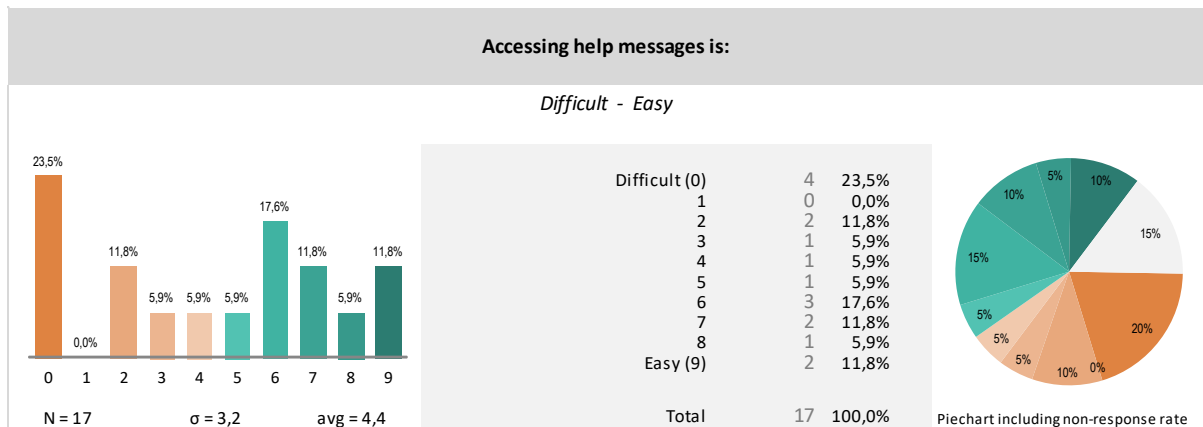 Accessing help messages is:
Difficult - Easy
23,5%
0,0%
11,8%
5,9%
5,9%
5,9%
17,6%
11,8%
5,9%
11,8%
0 1 2 3 4 5 6 7 8 9
N = 17 σ = 3,2 avg = 4,4
Difficult (0) 4 23,5%
1 0 0,0%
2 2 11,8%
3 1 5,9%
4 1 5,9%
5 1 5,9%
6 3 17,6%
7 2 11,8%
8 1 5,9%
Easy (9) 2 11,8%
Total 17 100,0%
5%
10%
10%
15%
15%
5%
20%
5%
5%
10%
0%
Piechart including non-response rate